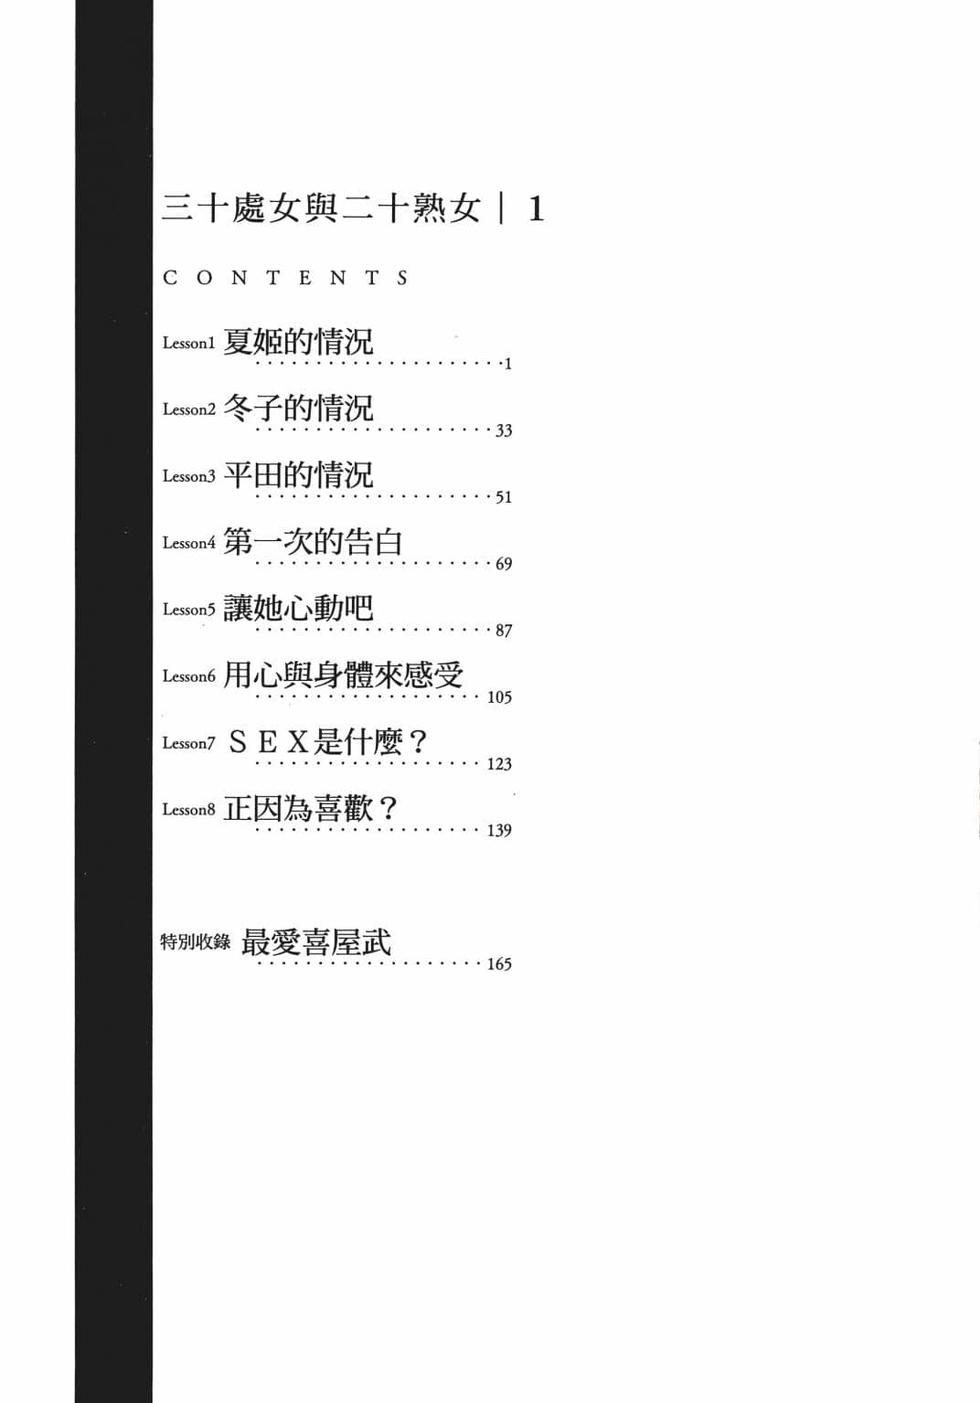 三十處女與二十熟女｜1
CONTENTS
Lesson1 夏姬的情況
····················1
Lesson2 冬子的情況
····················33
Lesson3 平田的情況
····················51
Lesson4 第一次的告白
····················69
Lesson5 讓她心動吧
····················87
Lesson6 用心與身體來感受
···················105
Lesson7 ＳＥＸ是什麼？
···················123
Lesson8 正因為喜歡？
···················139
特別收錄 最愛喜屋武
···················165